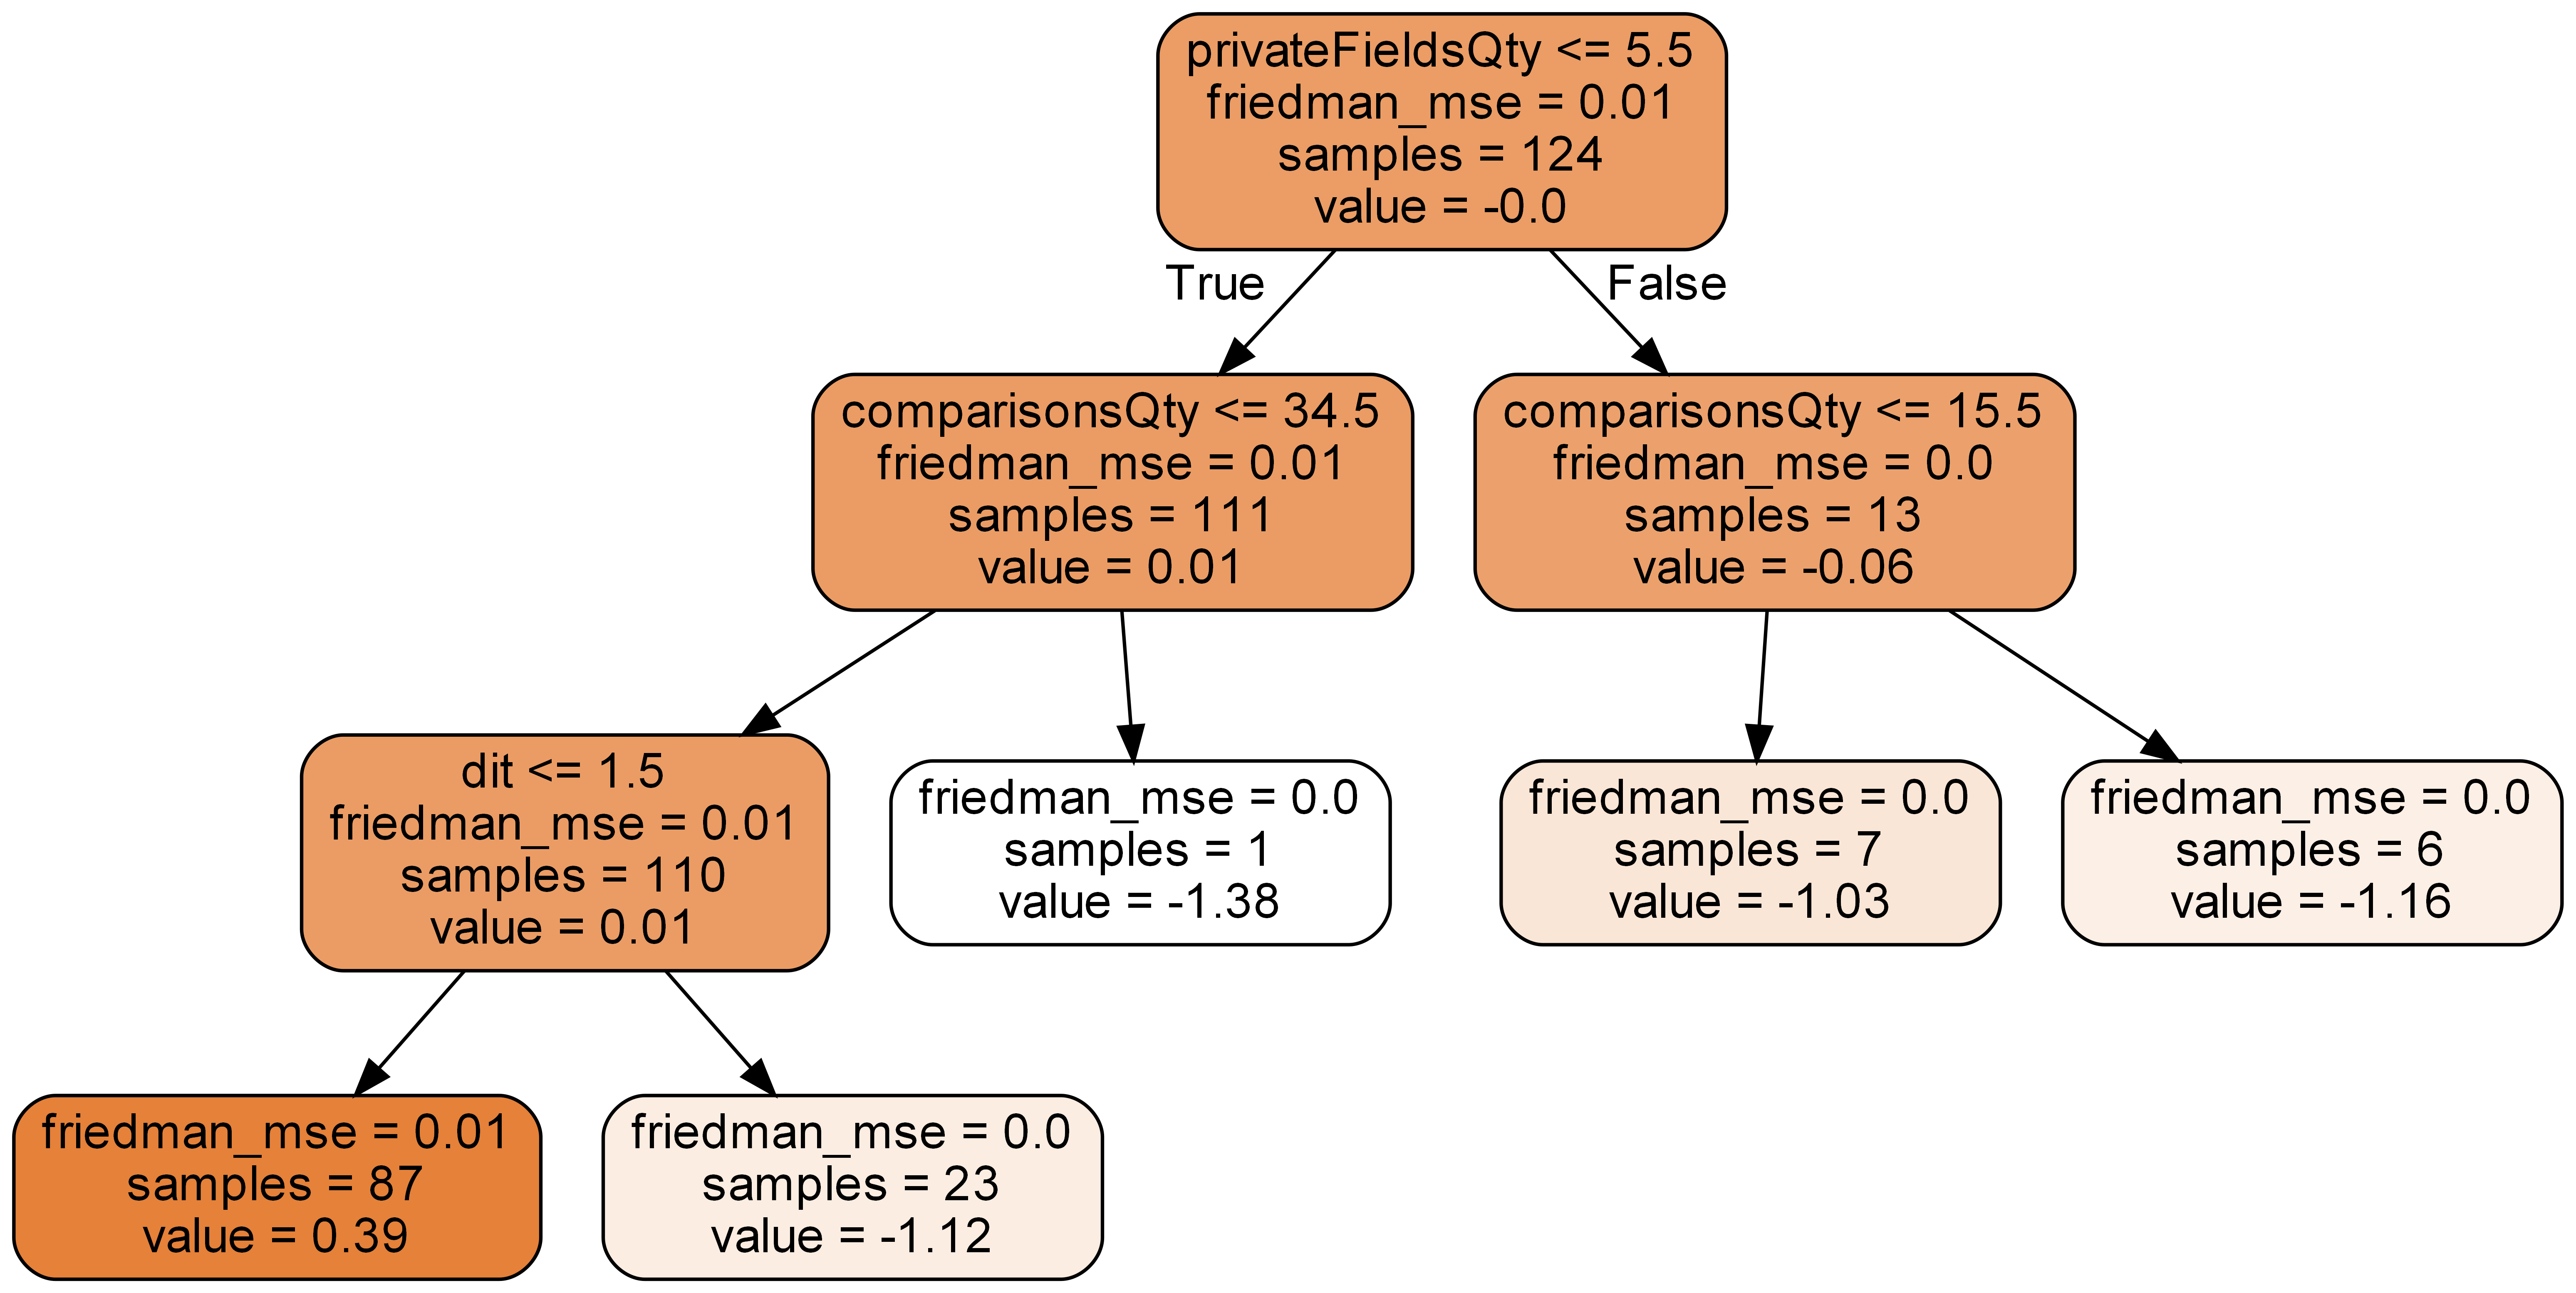 privateFieldsQty <= 5.5
friedman_mse = 0.01
samples = 124
value = -0.0
True
False
comparisonsQty <= 34.5
friedman_mse = 0.01
samples = 111
value = 0.01
comparisonsQty <= 15.5
friedman_mse = 0.0
samples = 13
value = -0.06
dit <= 1.5
friedman_mse = 0.01
samples = 110
value = 0.01
friedman_mse = 0.0
samples = 1
value = -1.38
friedman_mse = 0.0
samples = 7
value = -1.03
friedman_mse = 0.0
samples = 6
value = -1.16
friedman_mse = 0.01
samples = 87
value = 0.39
friedman_mse = 0.0
samples = 23
value = -1.12